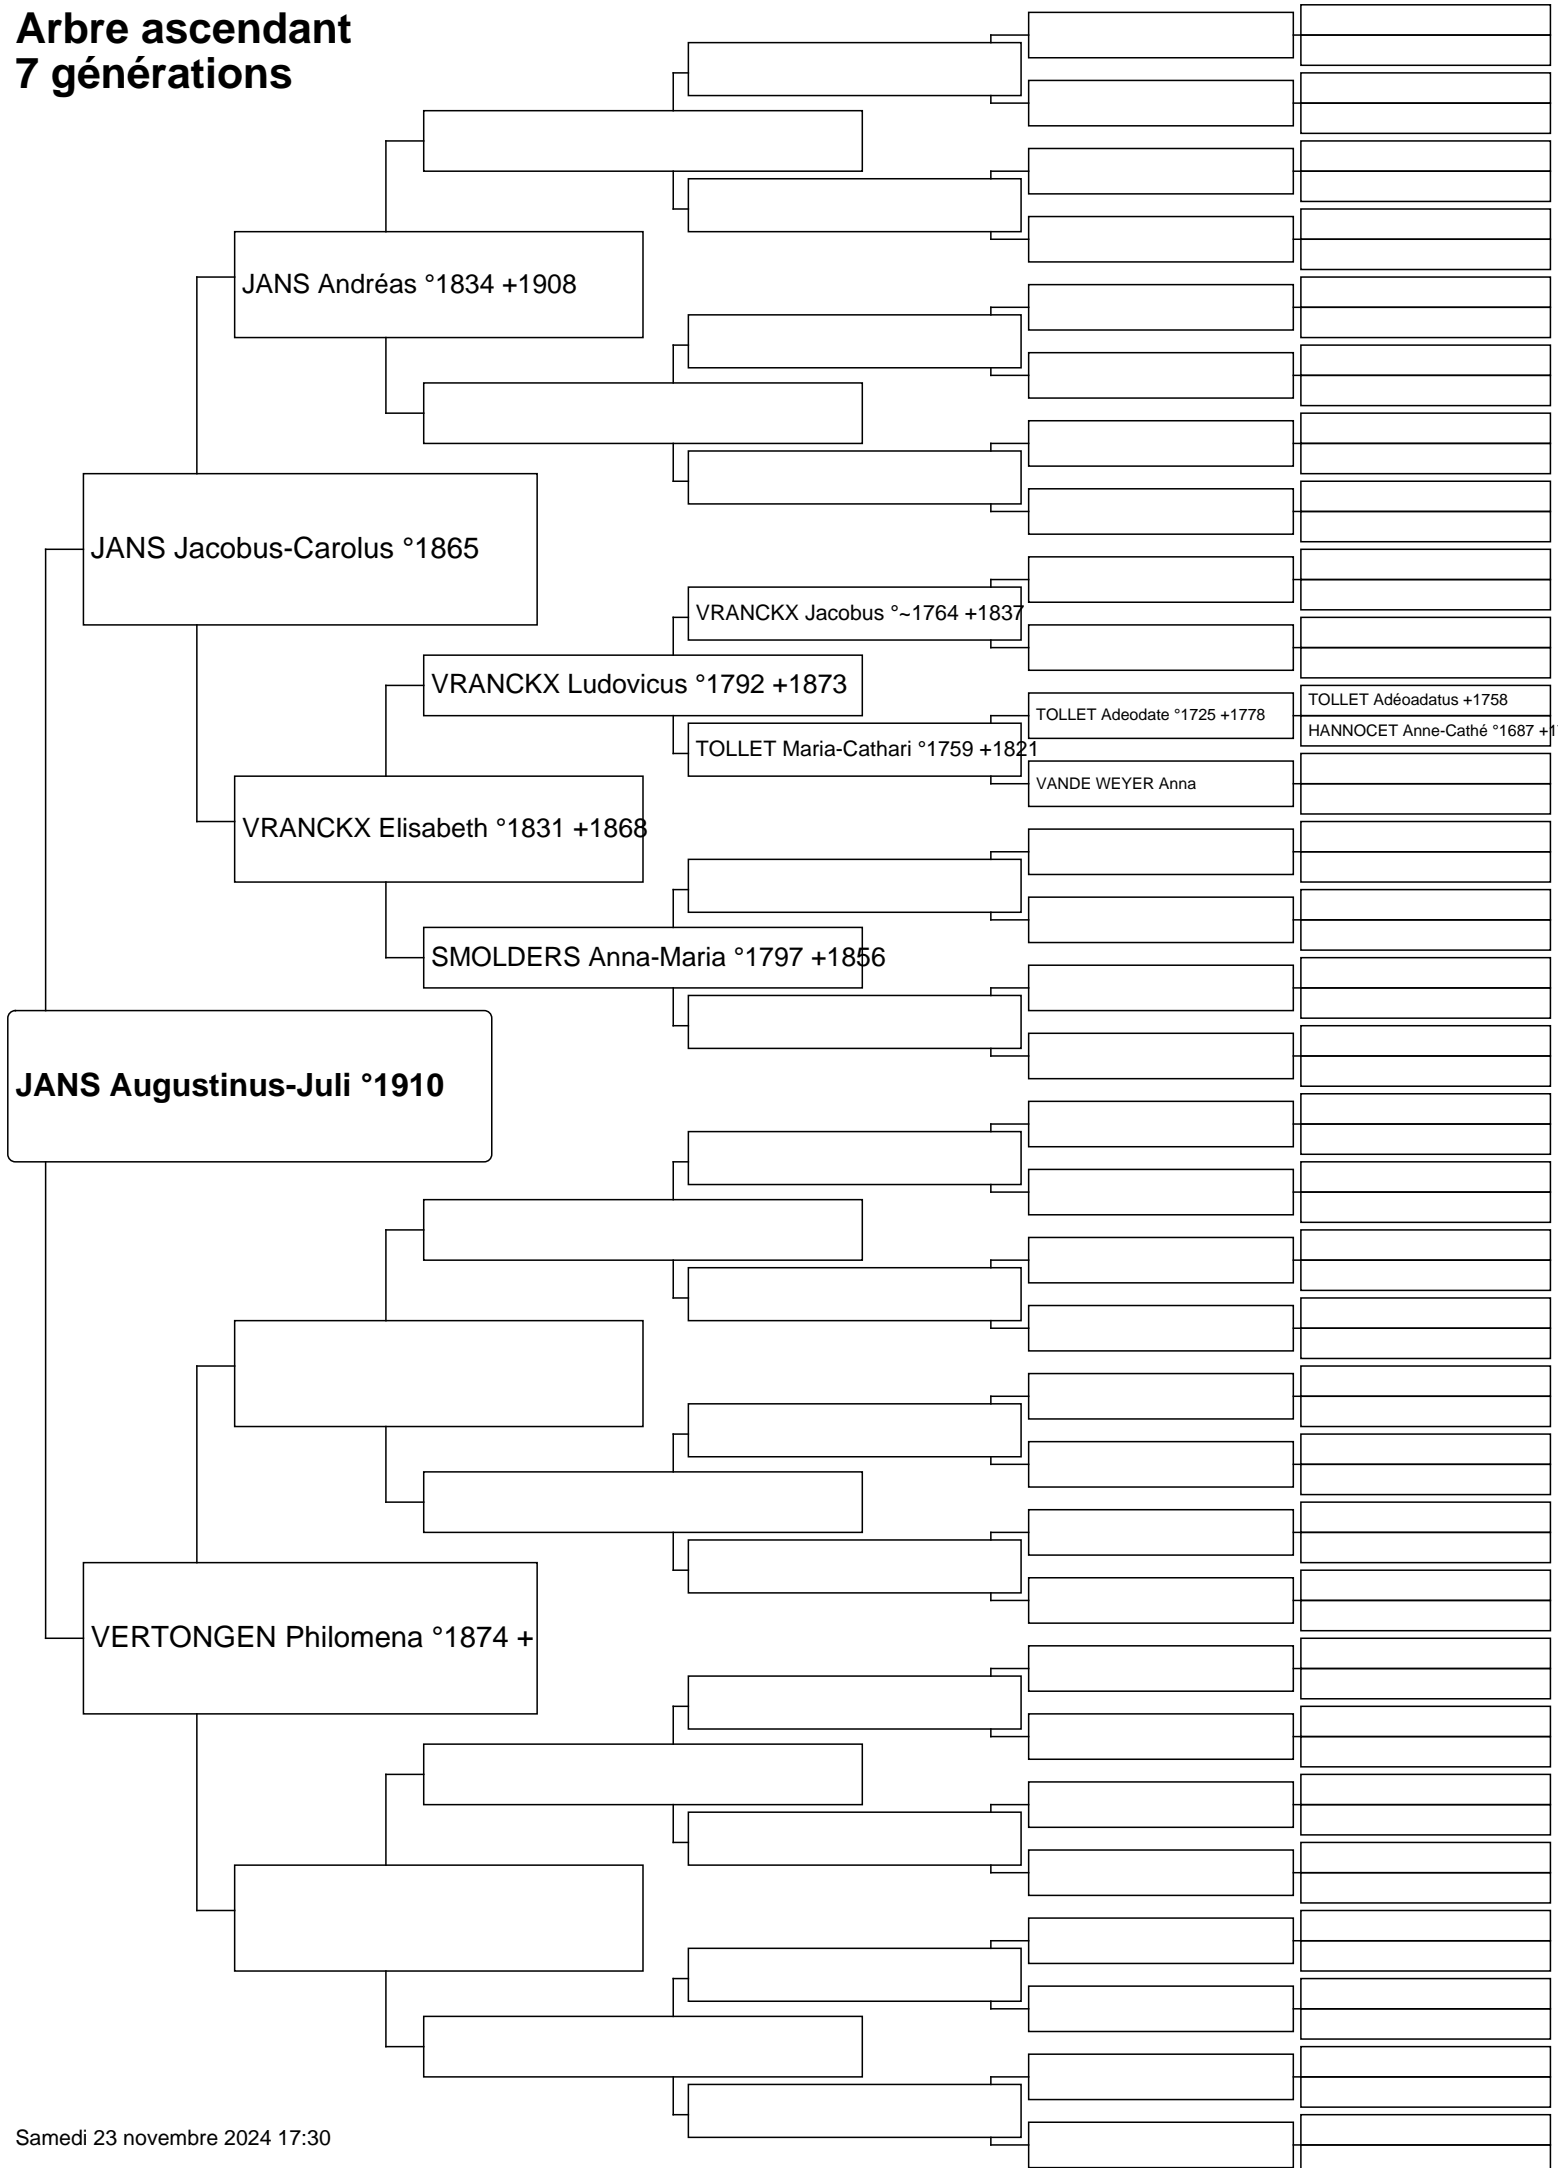 Arbre ascendant
7 générations
JANS Andréas °1834 +1908
JANS Jacobus-Carolus °1865
VRANCKX Jacobus °~1764 +1837
VRANCKX Ludovicus °1792 +1873
TOLLET Adéoadatus +1758
TOLLET Adeodate °1725 +1778
HANNOCET Anne-Cathé °1687 +1
TOLLET Maria-Cathari °1759 +1821
VANDE WEYER Anna
VRANCKX Elisabeth °1831 +1868
SMOLDERS Anna-Maria °1797 +1856
JANS Augustinus-Juli °1910
VERTONGEN Philomena °1874 +
Samedi 23 novembre 2024 17:30